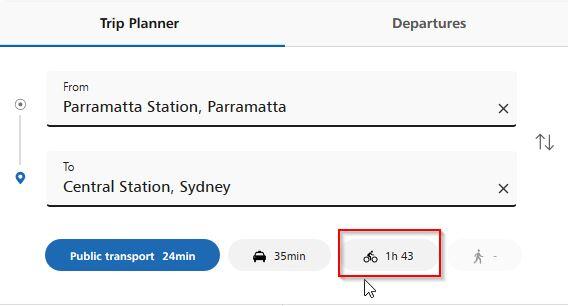 Trip Planner
Departures
From
Parramatta Station, Parramatta
To
Central Station, Sydney
Public transport 24min
35min
1h 43
-